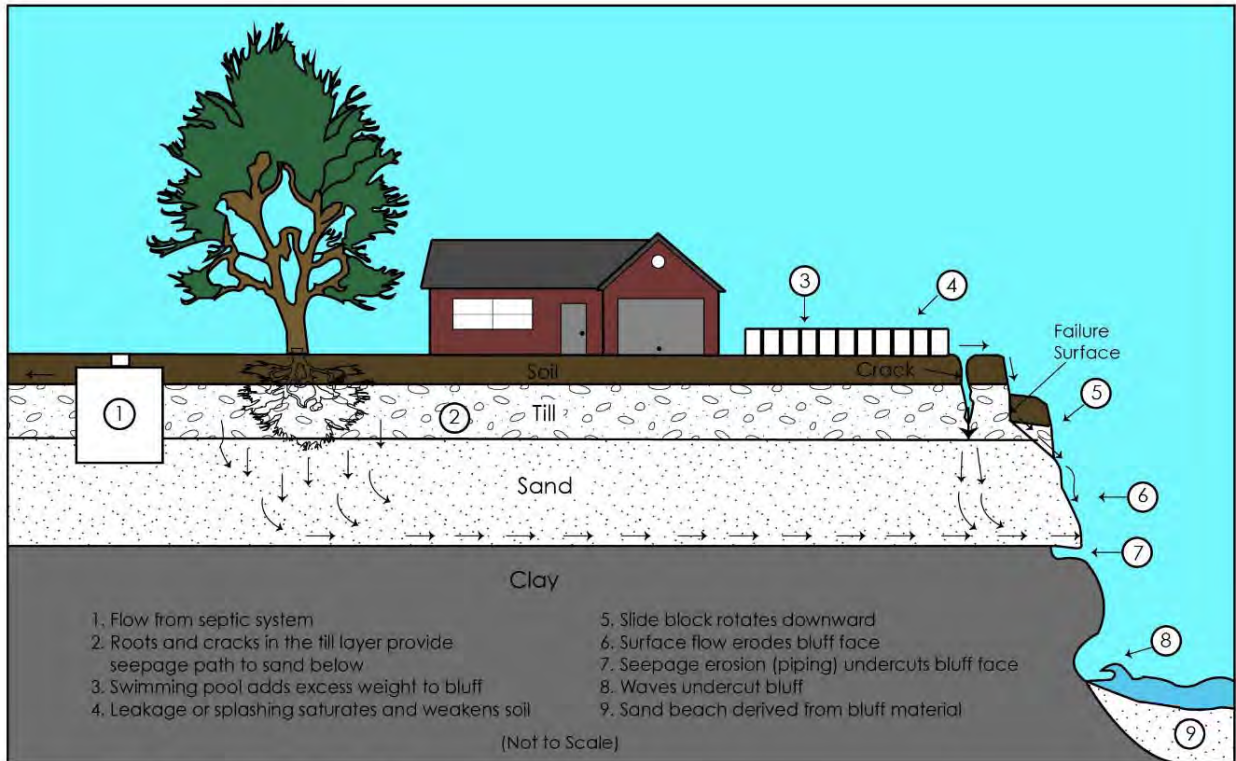 3
4
Failure
Surface
Soil
Crack
5
1
2
Till
Sand
6
7
Clay
1. Flow from septic system
2. Roots and cracks in the till layer provide
seepage path to sand below
3. Swimming pool adds excess weight to bluff
4. Leakage or splashing saturates and weakens soil
5. Slide block rotates downward
6. Surface flow erodes bluff face
7. Seepage erosion (piping) undercuts bluff face
8. Waves undercut bluff
9. Sand beach derived from bluff material
(Not to Scale)
8
9